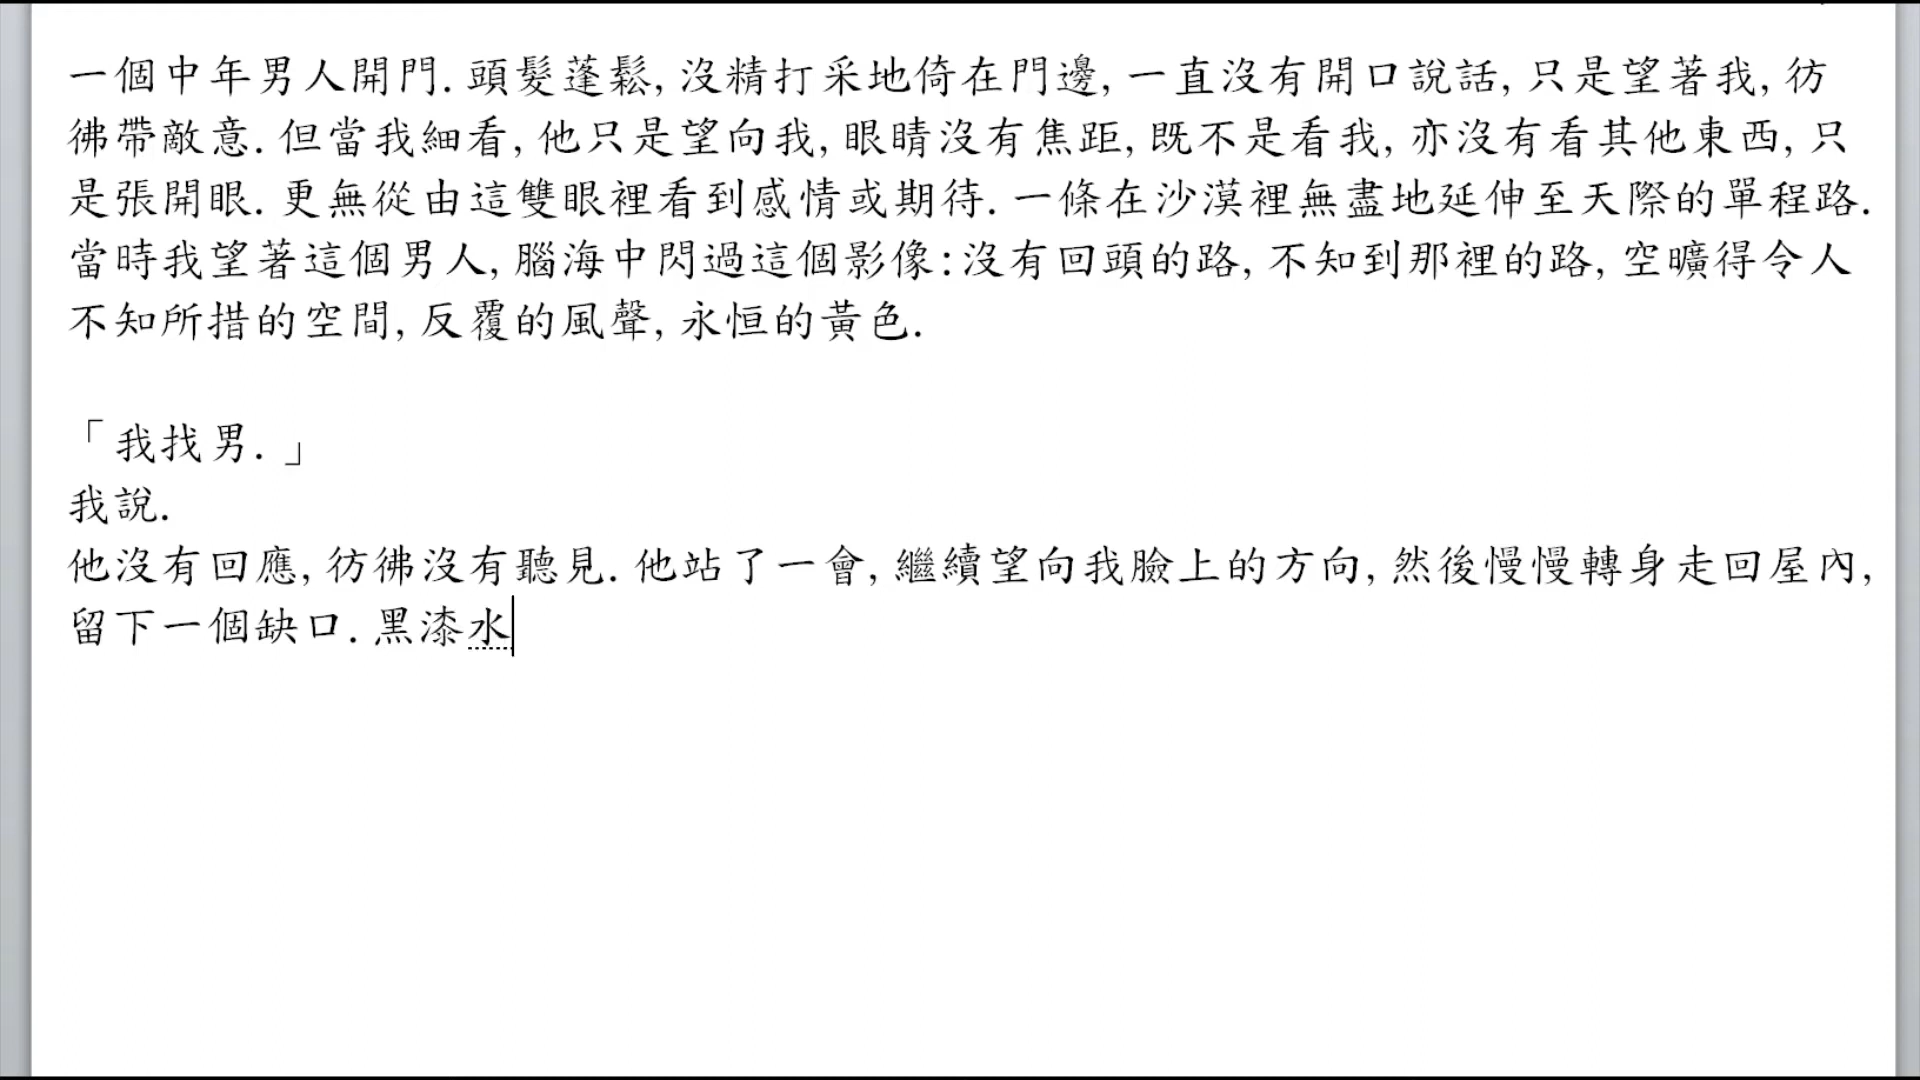 一個中年男人開門. 頭髮蓬鬆, 沒精打采地倚在門邊, 一直沒有開口說話, 只是望著我, 彷
彿帶敵意. 但當我細看, 他只是望向我, 眼睛沒有焦距, 既不是看我, 亦沒有看其他東西, 只
是張開眼. 更無從由這雙眼裡看到感情或期待. 一條在沙漠裡無盡地延伸至天際的單程路.
當時我望著這個男人, 腦海中閃過這個影像:沒有回頭的路, 不知到那裡的路, 空曠得令人
不知所措的空間, 反覆的風聲, 永恒的黃色.
「我找男. 」
我說.
他沒有回應, 彷彿沒有聽見. 他站了一會, 繼續望向我臉上的方向, 然後慢慢轉身走回屋內,
留下一個缺口. 黑漆水